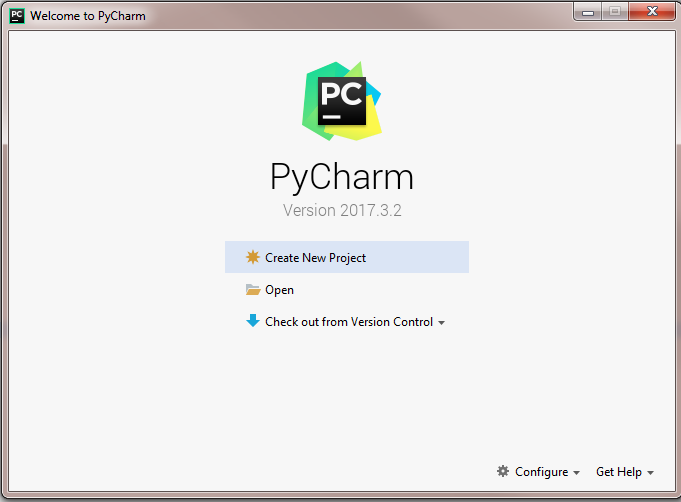 PC
Welcome to PyCharm
PC
PyCharm
Version 2017.3.2
Create New Project
Open
Check out from Version Control
Configure
Get Help